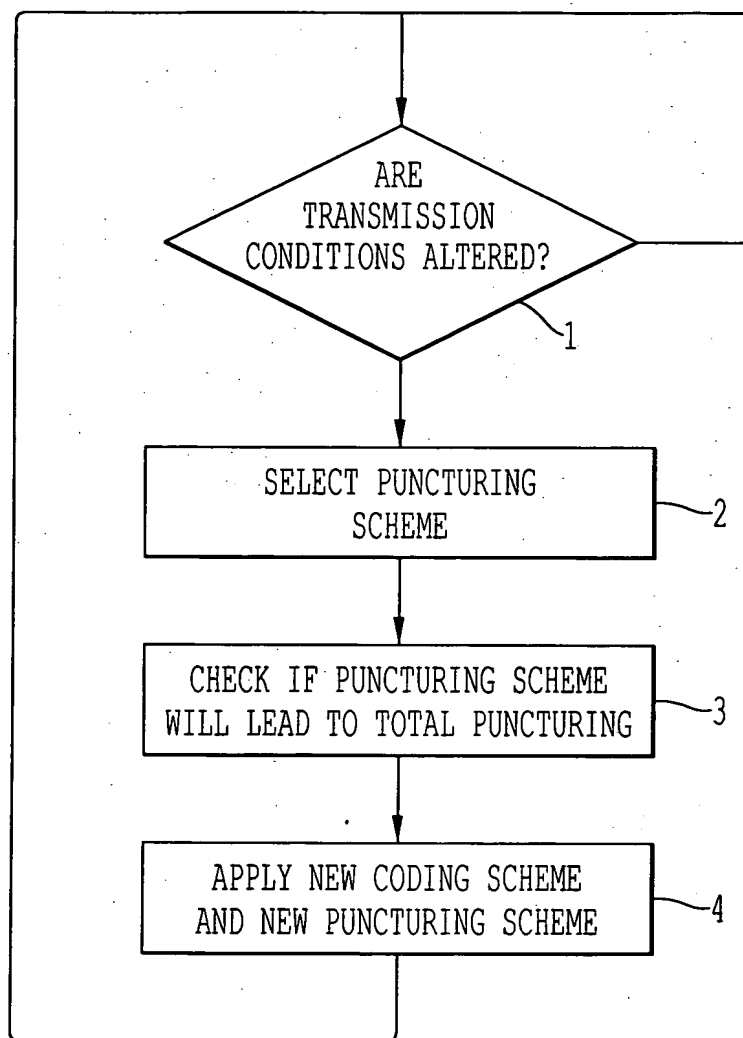 ARE
TRANSMISSION
CONDITIONS ALTERED?
1
SELECT PUNCTURING
SCHEME
2
CHECK IF PUNCTURING SCHEME
WILL LEAD TO TOTAL PUNCTURING
3
APPLY NEW CODING SCHEME
AND NEW PUNCTURING SCHEME
4